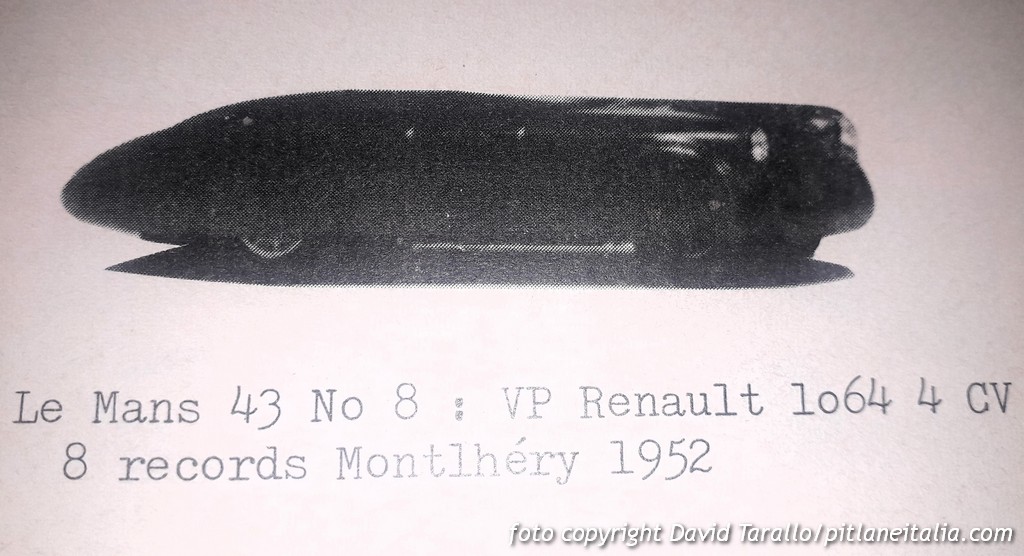 Le Mans 43 No 8 : VP Renault lo64 4 CV
8 records Montlhéry 1952
foto copyright David Tarallo/pitlaneitalia.com